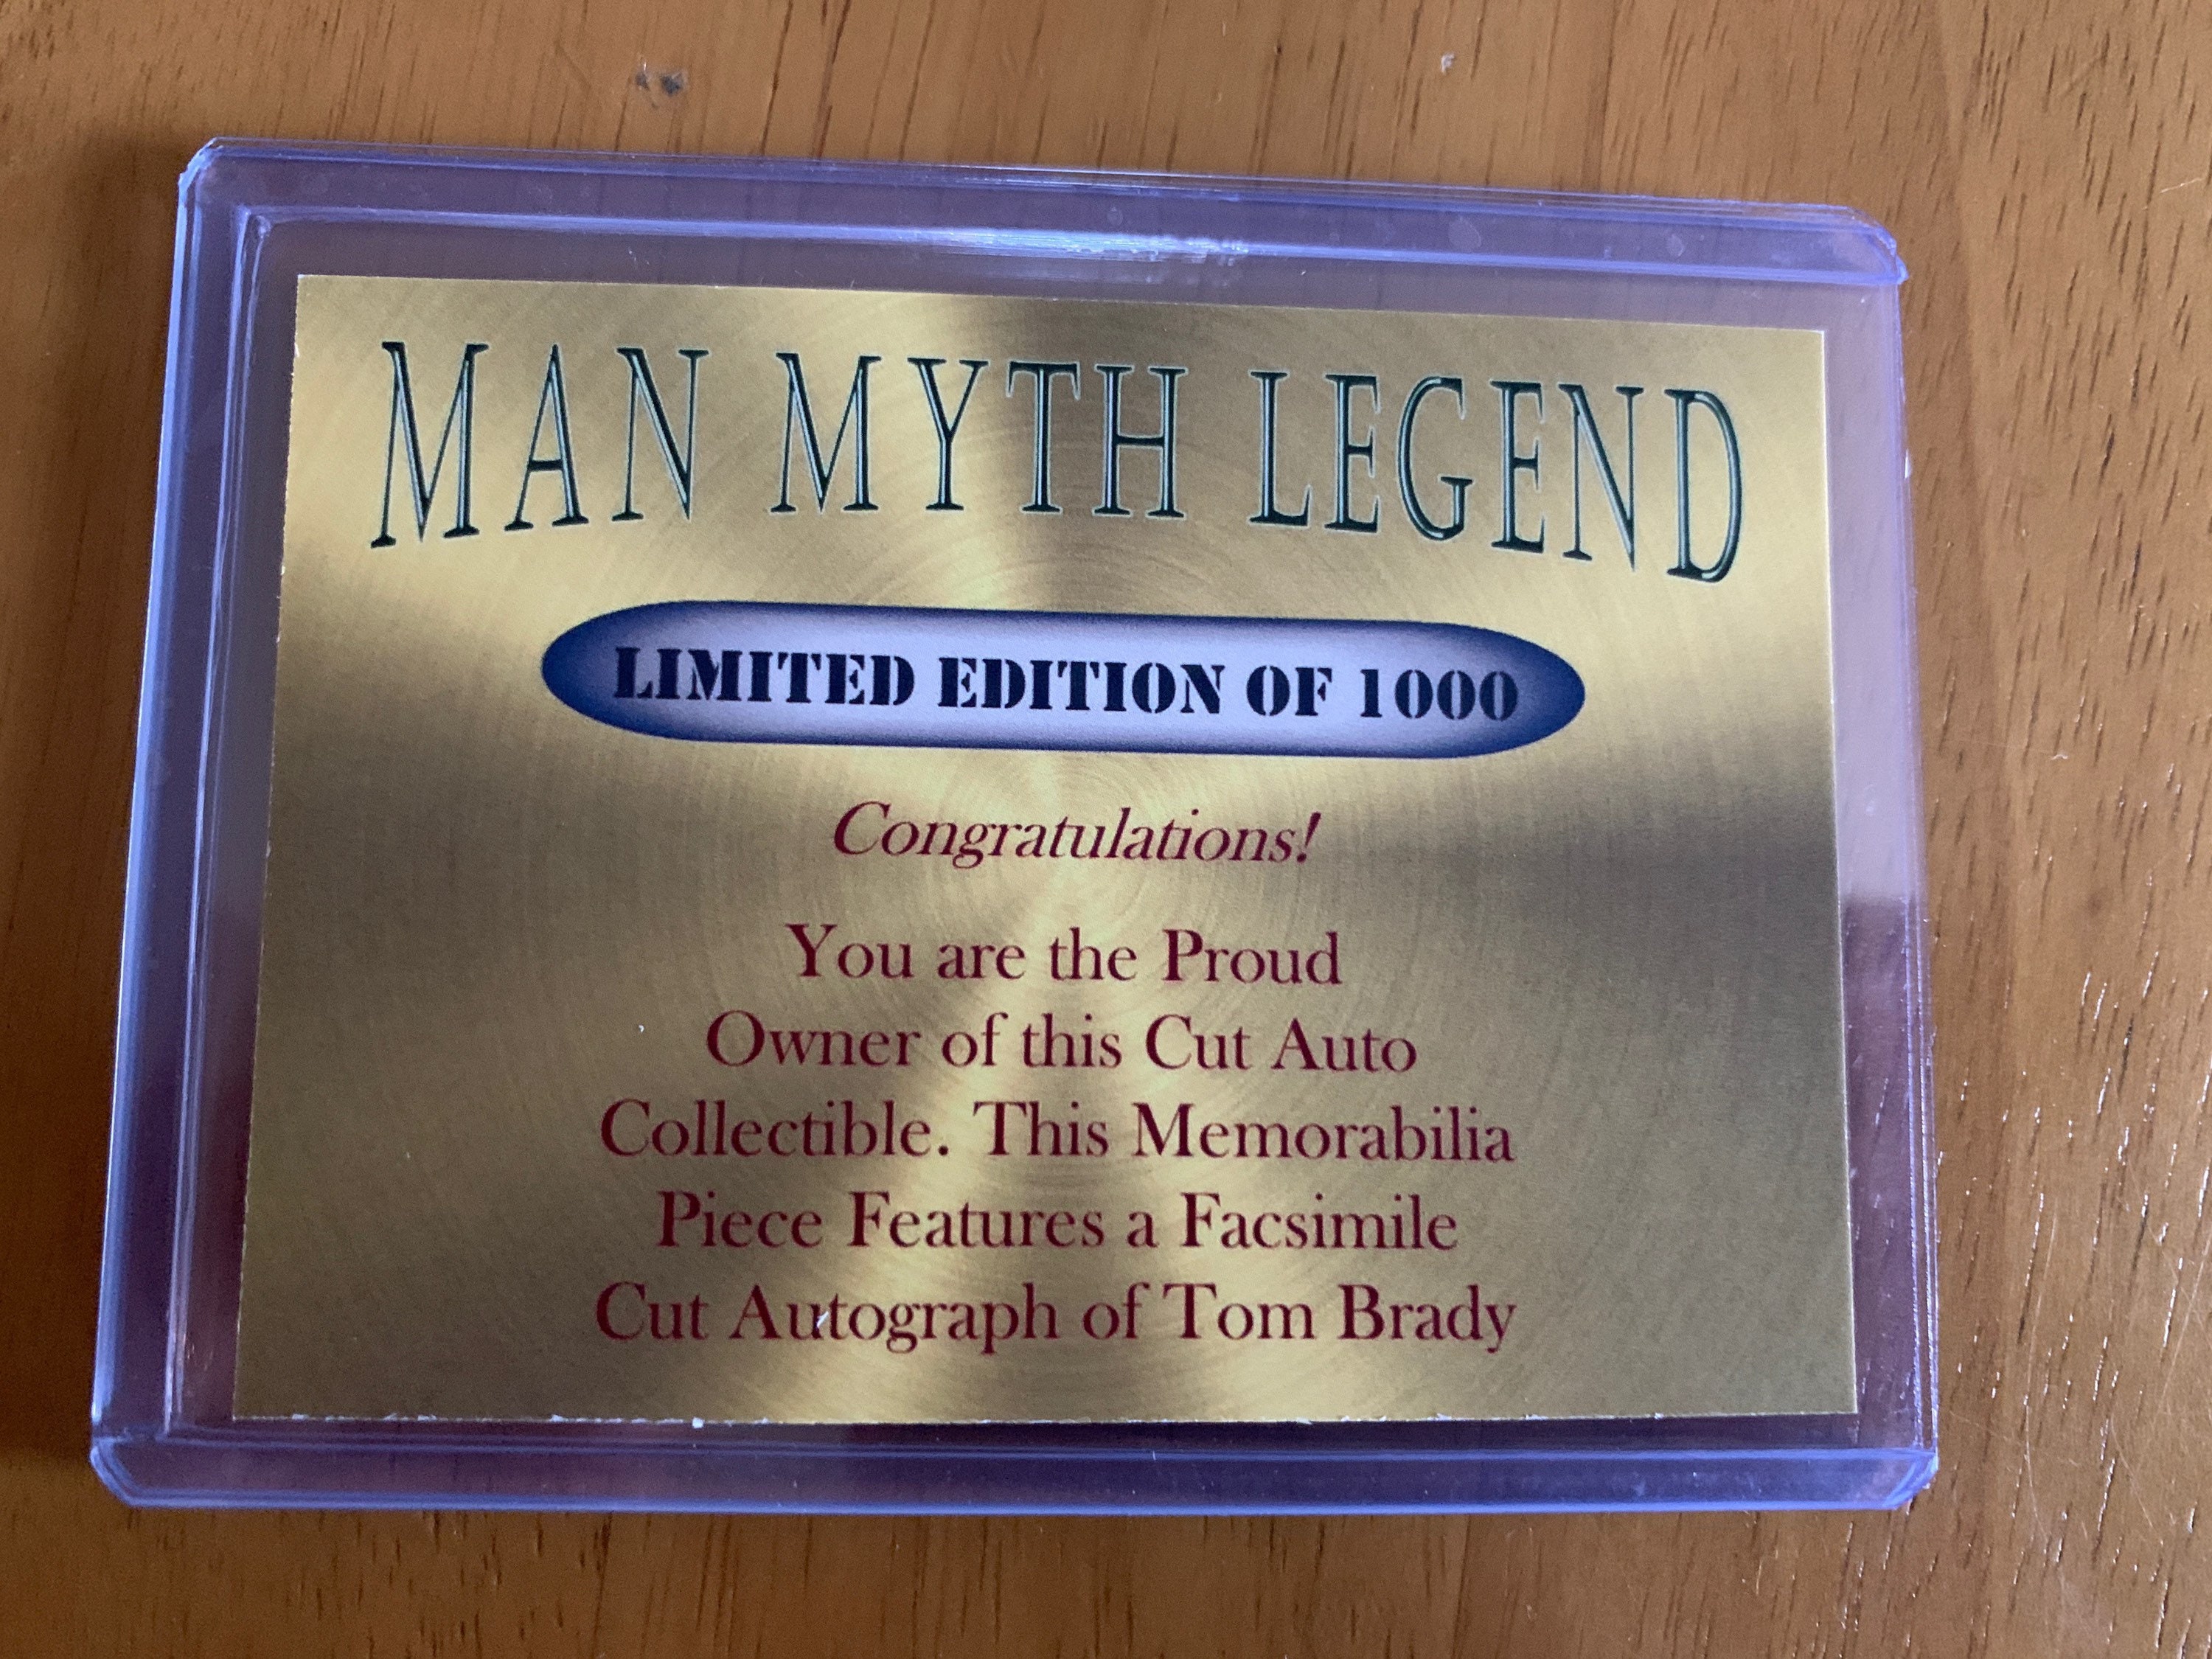 MAN MYTH LEGEND
LIMITED EDITION OF 1000
Congratulations!
You are the Proud
Owner of this Cut Auto
Collectible. This Memorabilia
Piece Features a Facsimile
Cut Autograph of Tom Brady